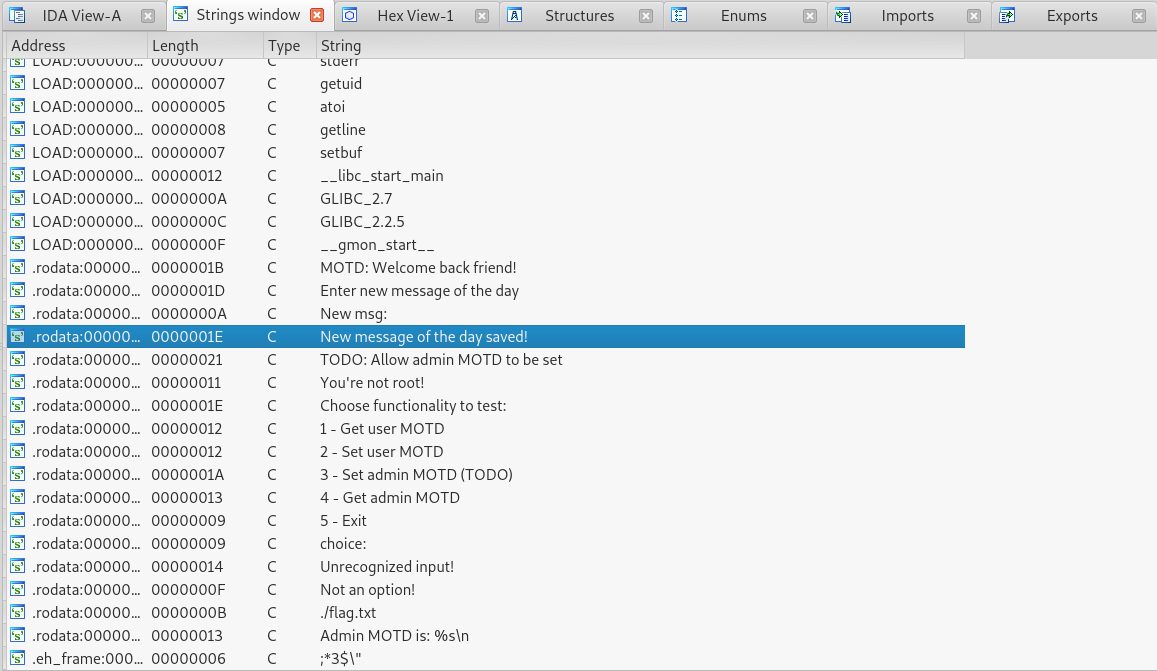 IDA View-A Strings window Hex View-1 Structures Enums Imports Exports
Address Length Type String
LOAD:000000... 00000007 C stderr
LOAD:000000... 00000007 C getuid
LOAD:000000... 00000005 C atoi
LOAD:000000... 00000008 C getline
LOAD:000000... 00000007 C setbuf
LOAD:000000... 00000012 C __libc_start_main
LOAD:000000... 0000000A C GLIBC_2.7
LOAD:000000... 0000000C C GLIBC_2.2.5
LOAD:000000... 0000000F C __gmon_start__
.rodata:00000... 0000001B C MOTD: Welcome back friend!
.rodata:00000... 0000001D C Enter new message of the day
.rodata:00000... 0000000A C New msg:
.rodata:00000... 0000001E C New message of the day saved!
.rodata:00000... 00000021 C TODO: Allow admin MOTD to be set
.rodata:00000... 00000011 C You're not root!
.rodata:00000... 0000001E C Choose functionality to test:
.rodata:00000... 00000012 C 1 - Get user MOTD
.rodata:00000... 00000012 C 2 - Set user MOTD
.rodata:00000... 0000001A C 3 - Set admin MOTD (TODO)
.rodata:00000... 00000013 C 4 - Get admin MOTD
.rodata:00000... 00000009 C 5 - Exit
.rodata:00000... 00000009 C choice:
.rodata:00000... 00000014 C Unrecognized input!
.rodata:00000... 0000000F C Not an option!
.rodata:00000... 0000000B C ./flag.txt
.rodata:00000... 00000013 C Admin MOTD is: %s\n
.eh_frame:000... 00000006 C ;*3$\"